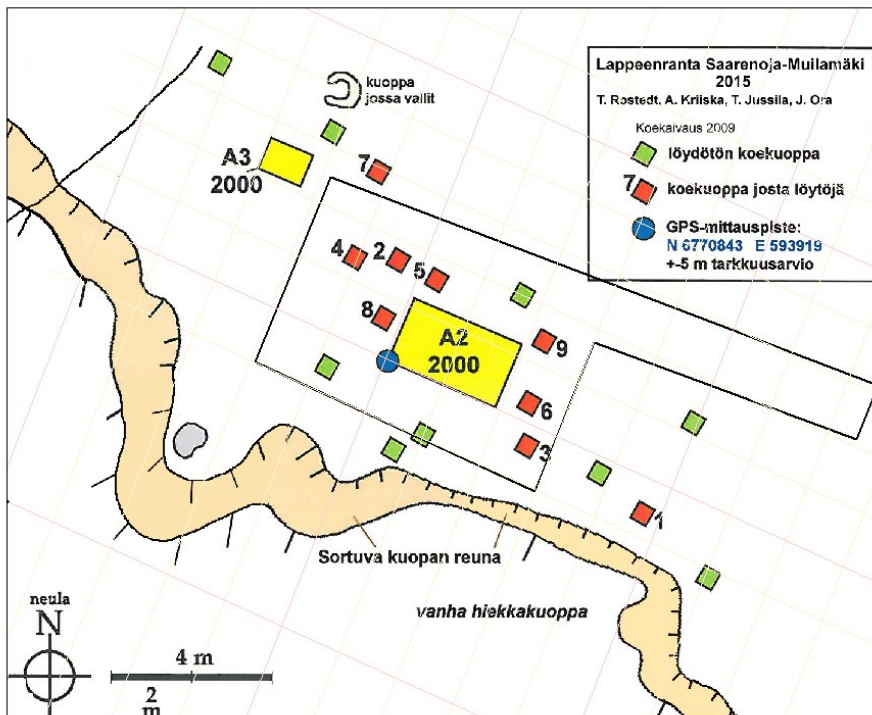 kuoppa
jossa vallit
A3
2000
7
4
2
5
8
A2
2000
9
6
3
1
Sortuva kuopan reuna
vanha hiekkakuoppa
neula
N
4 m
2
m
Lappeenranta Saarenoja-Muilamäki
2015
T. Rostedt, A. Kriiska, T. Jussila, J. Ora
Koekaivaus 2009
löydötön koekuoppa
7 koekuoppa josta löytöjä
GPS-mittauspiste:
N 6770843 E 593919
+-5 m tarkkuusarvio